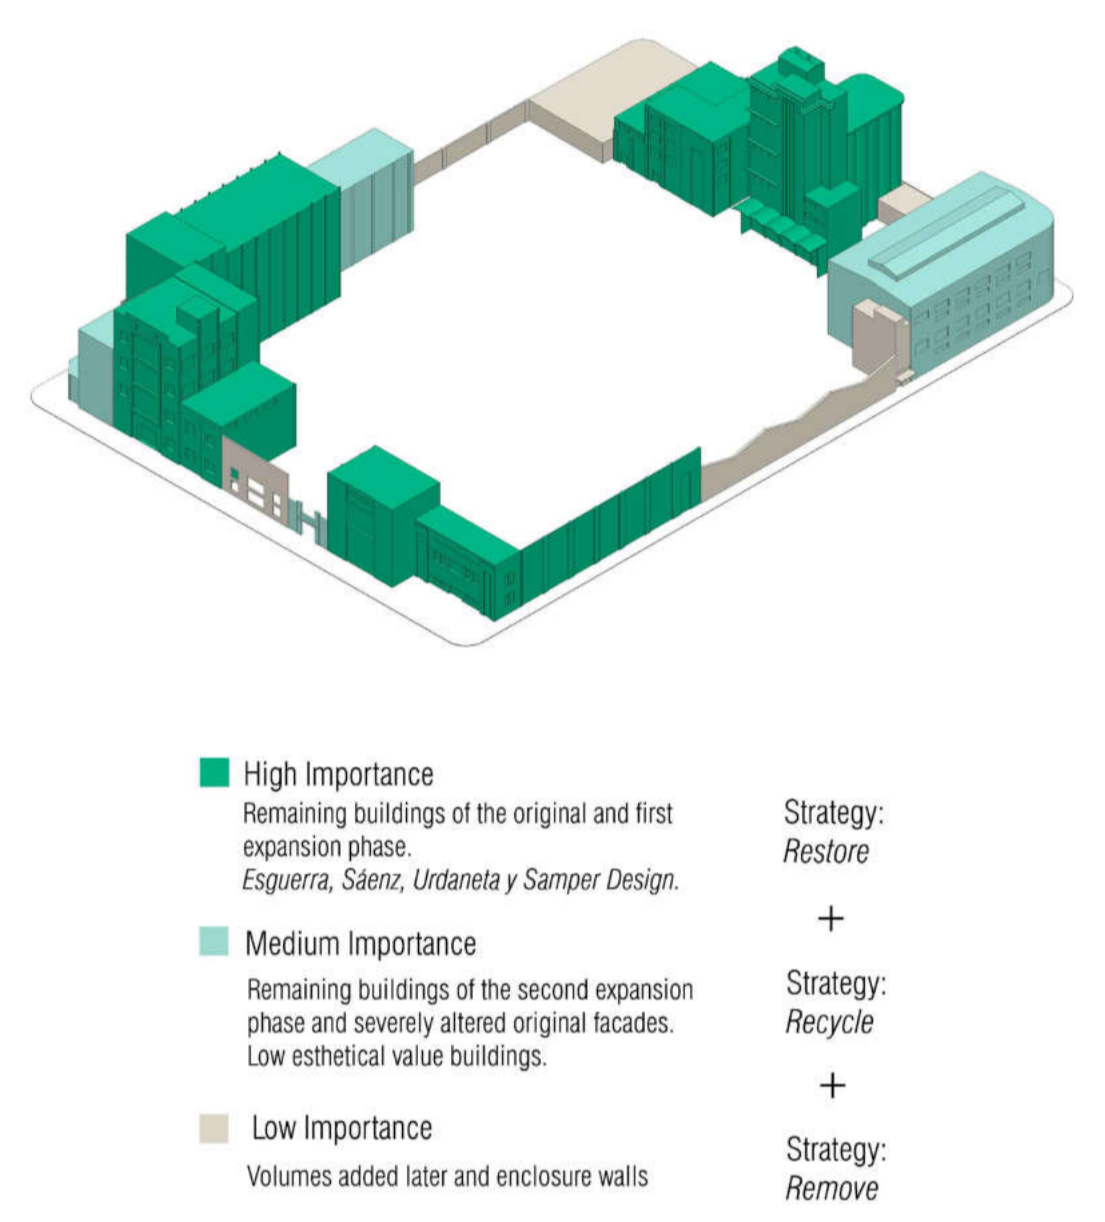 High Importance
Remaining buildings of the original and first
expansion phase.
Esguerra, Sáenz, Urdaneta y Samper Design.
Strategy:
Restore
+
Medium Importance
Remaining buildings of the second expansion
phase and severely altered original facades.
Low esthetical value buildings.
Strategy:
Recycle
+
Low Importance
Volumes added later and enclosure walls
Strategy:
Remove